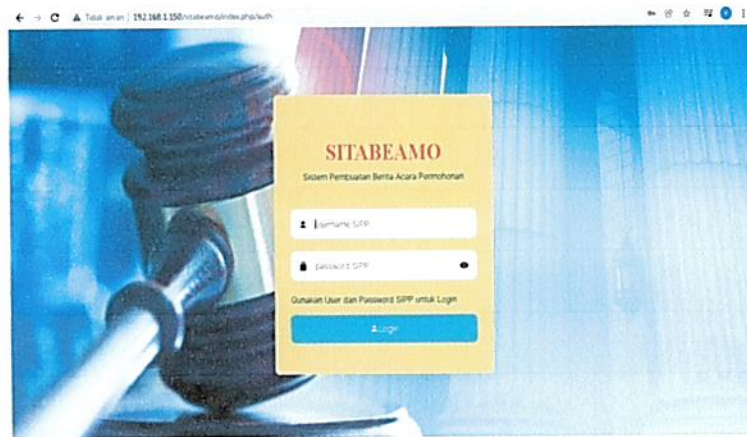 Tidak aman | 192.168.1.150/sitabeamo/index.php/auth
SITABEAMO
Sistem Pembuatan Berita Acara Permohonan
username SIPP
password SIPP
Gunakan User dan Password SIPP untuk Login
Login